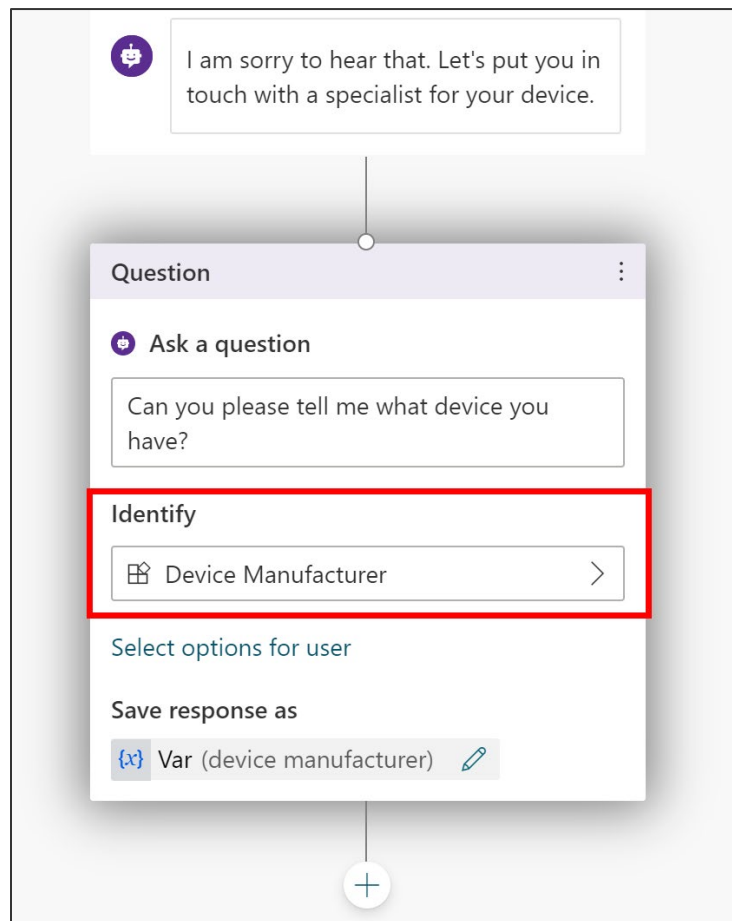 I am sorry to hear that. Let's put you in
touch with a specialist for your device.
Question
Ask a question
Can you please tell me what device you
have?
Identify
Device Manufacturer
Select options for user
Save response as
{x} Var (device manufacturer)